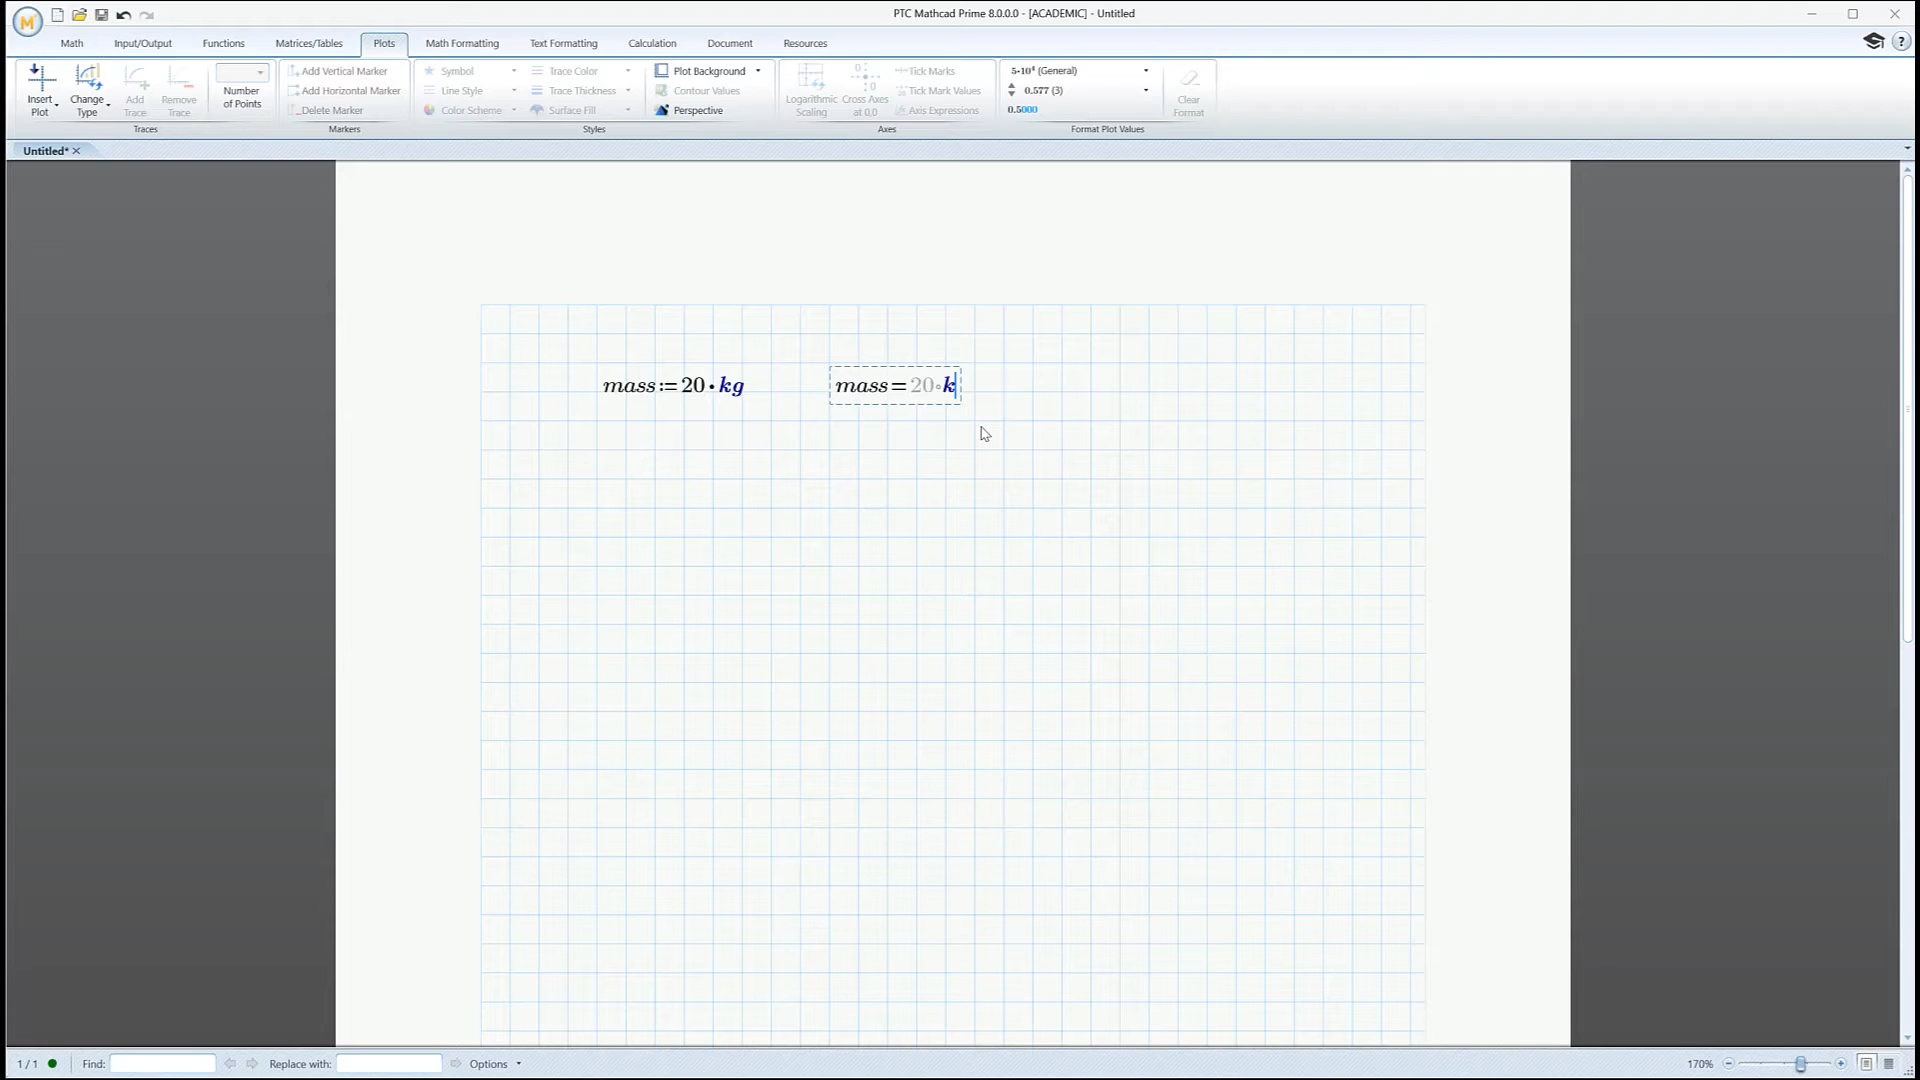 PTC Mathcad Prime 8.0.0.0 - [ACADEMIC] - Untitled
Math Input/Output Functions Matrices/Tables Plots Math Formatting Text Formatting Calculation Document Resources
Insert Plot
Change Type
Add Trace
Remove Trace
Number of Points
Traces
Add Vertical Marker
Add Horizontal Marker
Delete Marker
Markers
Symbol
Line Style
Color Scheme
Trace Color
Trace Thickness
Surface Fill
Plot Background
Contour Values
Perspective
Styles
Logarithmic Scaling
Cross Axes at 0,0
Tick Marks
Tick Mark Values
Axis Expressions
Axes
5•10⁴ (General)
0.577 (3)
0.5000
Format Plot Values
Clear Format
Untitled*
mass:=20•kg
mass=20∘k
1 / 1 Find: Replace with: Options 170%